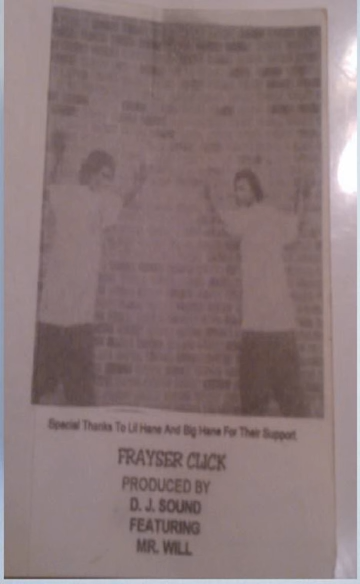 Special Thanks To Lil Hane And Big Hane For Their Support
FRAYSER CLICK
PRODUCED BY
D. J. SOUND
FEATURING
MR. WILL